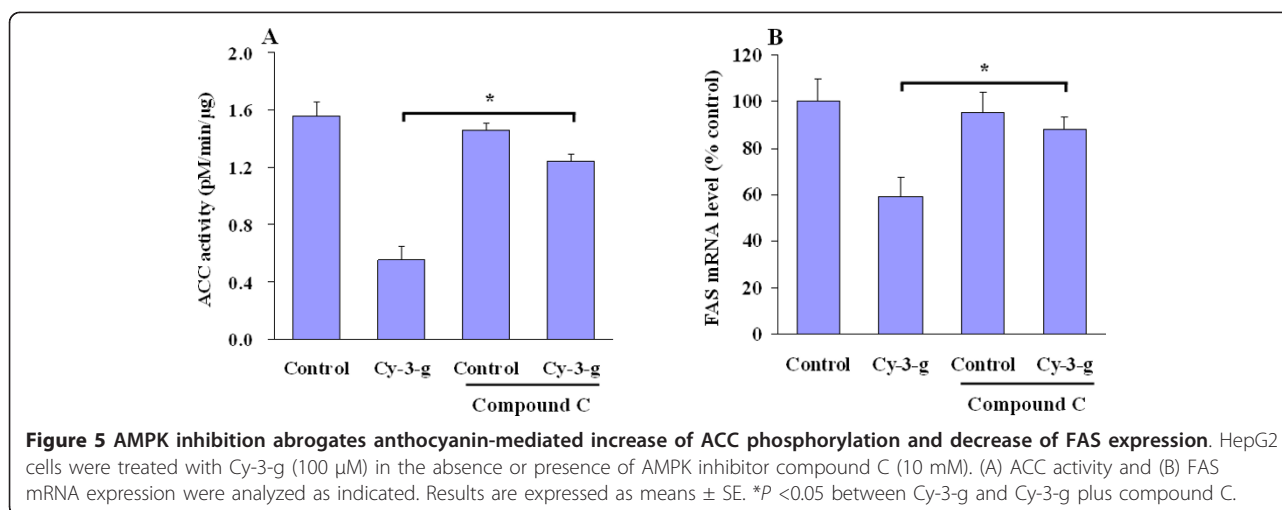 A
ACC activity (pM/min/µg)
2.0
1.6
1.2
0.8
0.4
0.0
*
Control Cy-3-g Control Cy-3-g
Compound C
B
FAS mRNA level (% control)
120
100
80
60
40
20
0
*
Control Cy-3-g Control Cy-3-g
Compound C
Figure 5 AMPK inhibition abrogates anthocyanin-mediated increase of ACC phosphorylation and decrease of FAS expression. HepG2
cells were treated with Cy-3-g (100 µM) in the absence or presence of AMPK inhibitor compound C (10 mM). (A) ACC activity and (B) FAS
mRNA expression were analyzed as indicated. Results are expressed as means ± SE. *P <0.05 between Cy-3-g and Cy-3-g plus compound C.